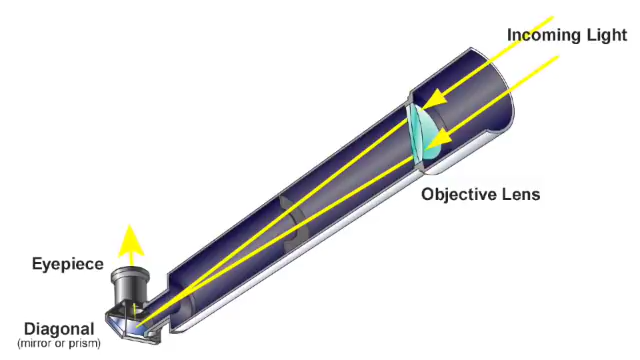 Incoming Light
Objective Lens
Eyepiece
Diagonal
(mirror or prism)